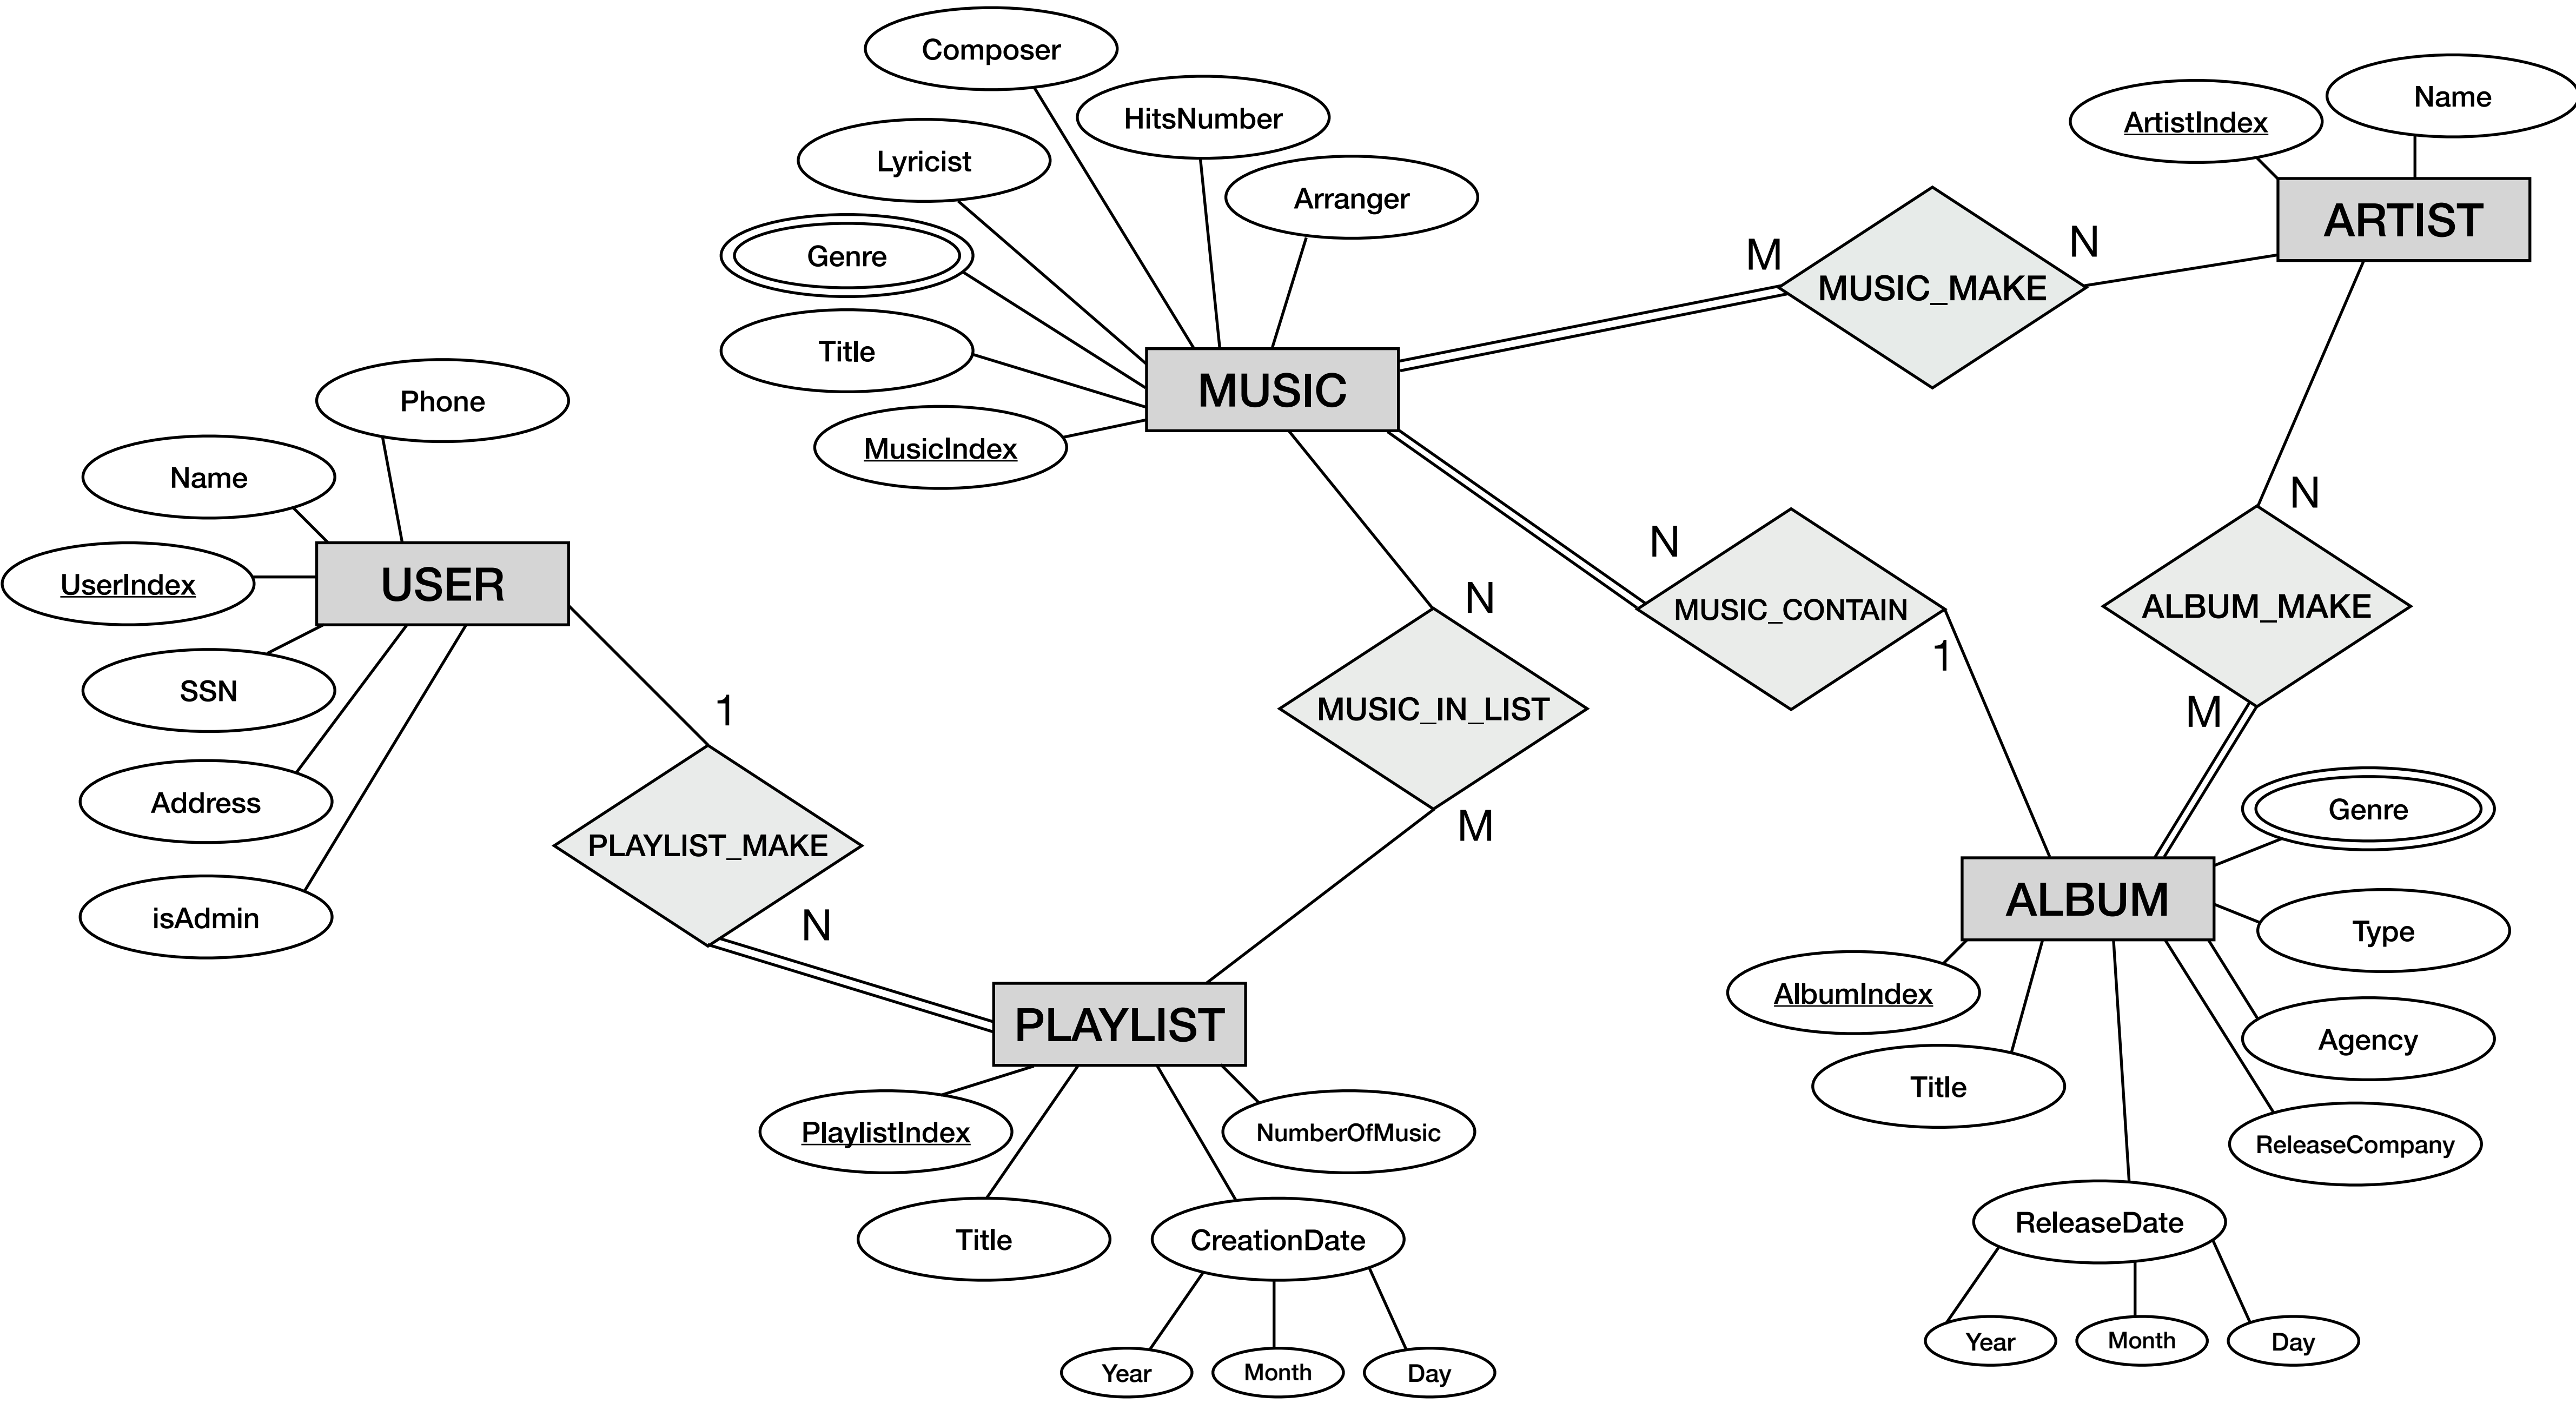 Composer
HitsNumber
Lyricist
Arranger
Genre
Title
MusicIndex
MUSIC
ArtistIndex
Name
ARTIST
M
MUSIC_MAKE
N
Phone
Name
UserIndex
USER
SSN
Address
isAdmin
1
PLAYLIST_MAKE
N
N
MUSIC_IN_LIST
M
N
MUSIC_CONTAIN
1
N
ALBUM_MAKE
M
PLAYLIST
PlaylistIndex
NumberOfMusic
Title
CreationDate
Year
Month
Day
ALBUM
Genre
Type
Agency
ReleaseCompany
AlbumIndex
Title
ReleaseDate
Year
Month
Day